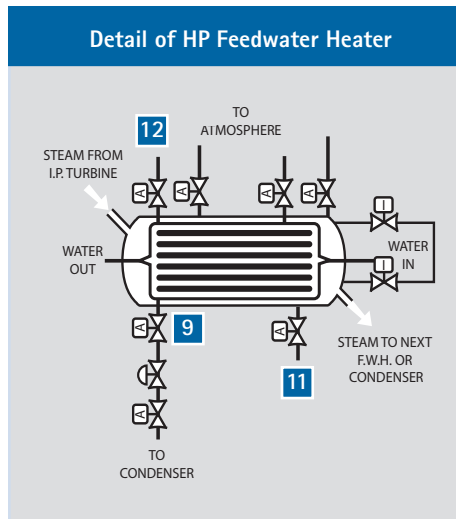 Detail of HP Feedwater Heater
12
TO
ATMOSPHERE
STEAM FROM
I.P. TURBINE
A
A
A
A
I
WATER
OUT
WATER
IN
I
A
9
A
11
STEAM TO NEXT
F.W.H. OR
CONDENSER
A
TO
CONDENSER